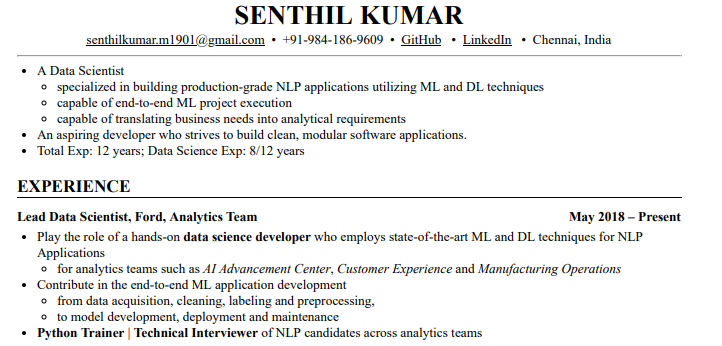 SENTHIL KUMAR
senthilkumar.m1901@gmail.com • +91-984-186-9609 • GitHub • LinkedIn • Chennai, India
• A Data Scientist
○ specialized in building production-grade NLP applications utilizing ML and DL techniques
○ capable of end-to-end ML project execution
○ capable of translating business needs into analytical requirements
• An aspiring developer who strives to build clean, modular software applications.
• Total Exp: 12 years; Data Science Exp: 8/12 years
EXPERIENCE
Lead Data Scientist, Ford, Analytics Team May 2018 – Present
• Play the role of a hands-on data science developer who employs state-of-the-art ML and DL techniques for NLP
Applications
○ for analytics teams such as AI Advancement Center, Customer Experience and Manufacturing Operations
• Contribute in the end-to-end ML application development
○ from data acquisition, cleaning, labeling and preprocessing,
○ to model development, deployment and maintenance
• Python Trainer | Technical Interviewer of NLP candidates across analytics teams